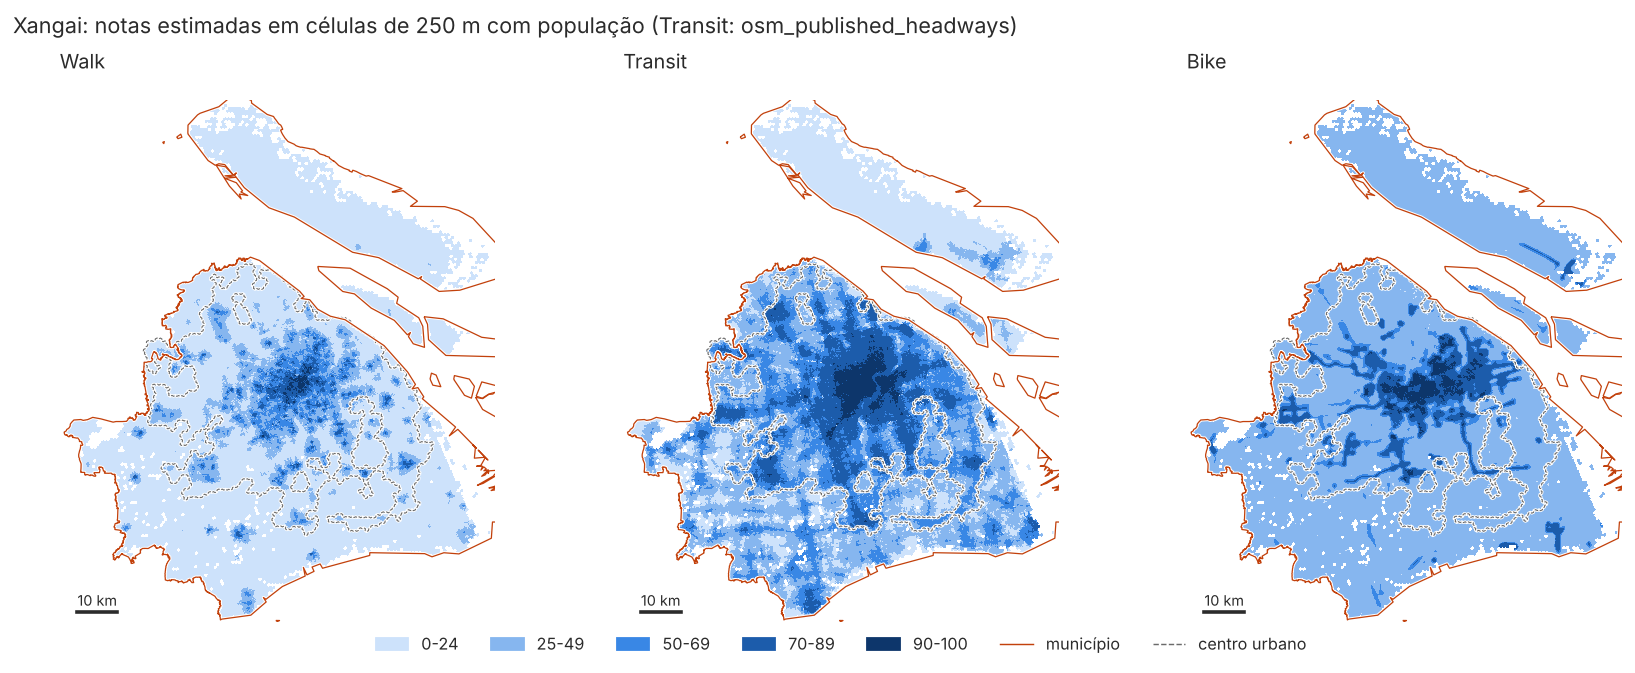 Xangai: notas estimadas em células de 250 m com população (Transit: osm_published_headways)
Walk
Transit
Bike
10 km
10 km
10 km
0-24
25-49
50-69
70-89
90-100
município
centro urbano